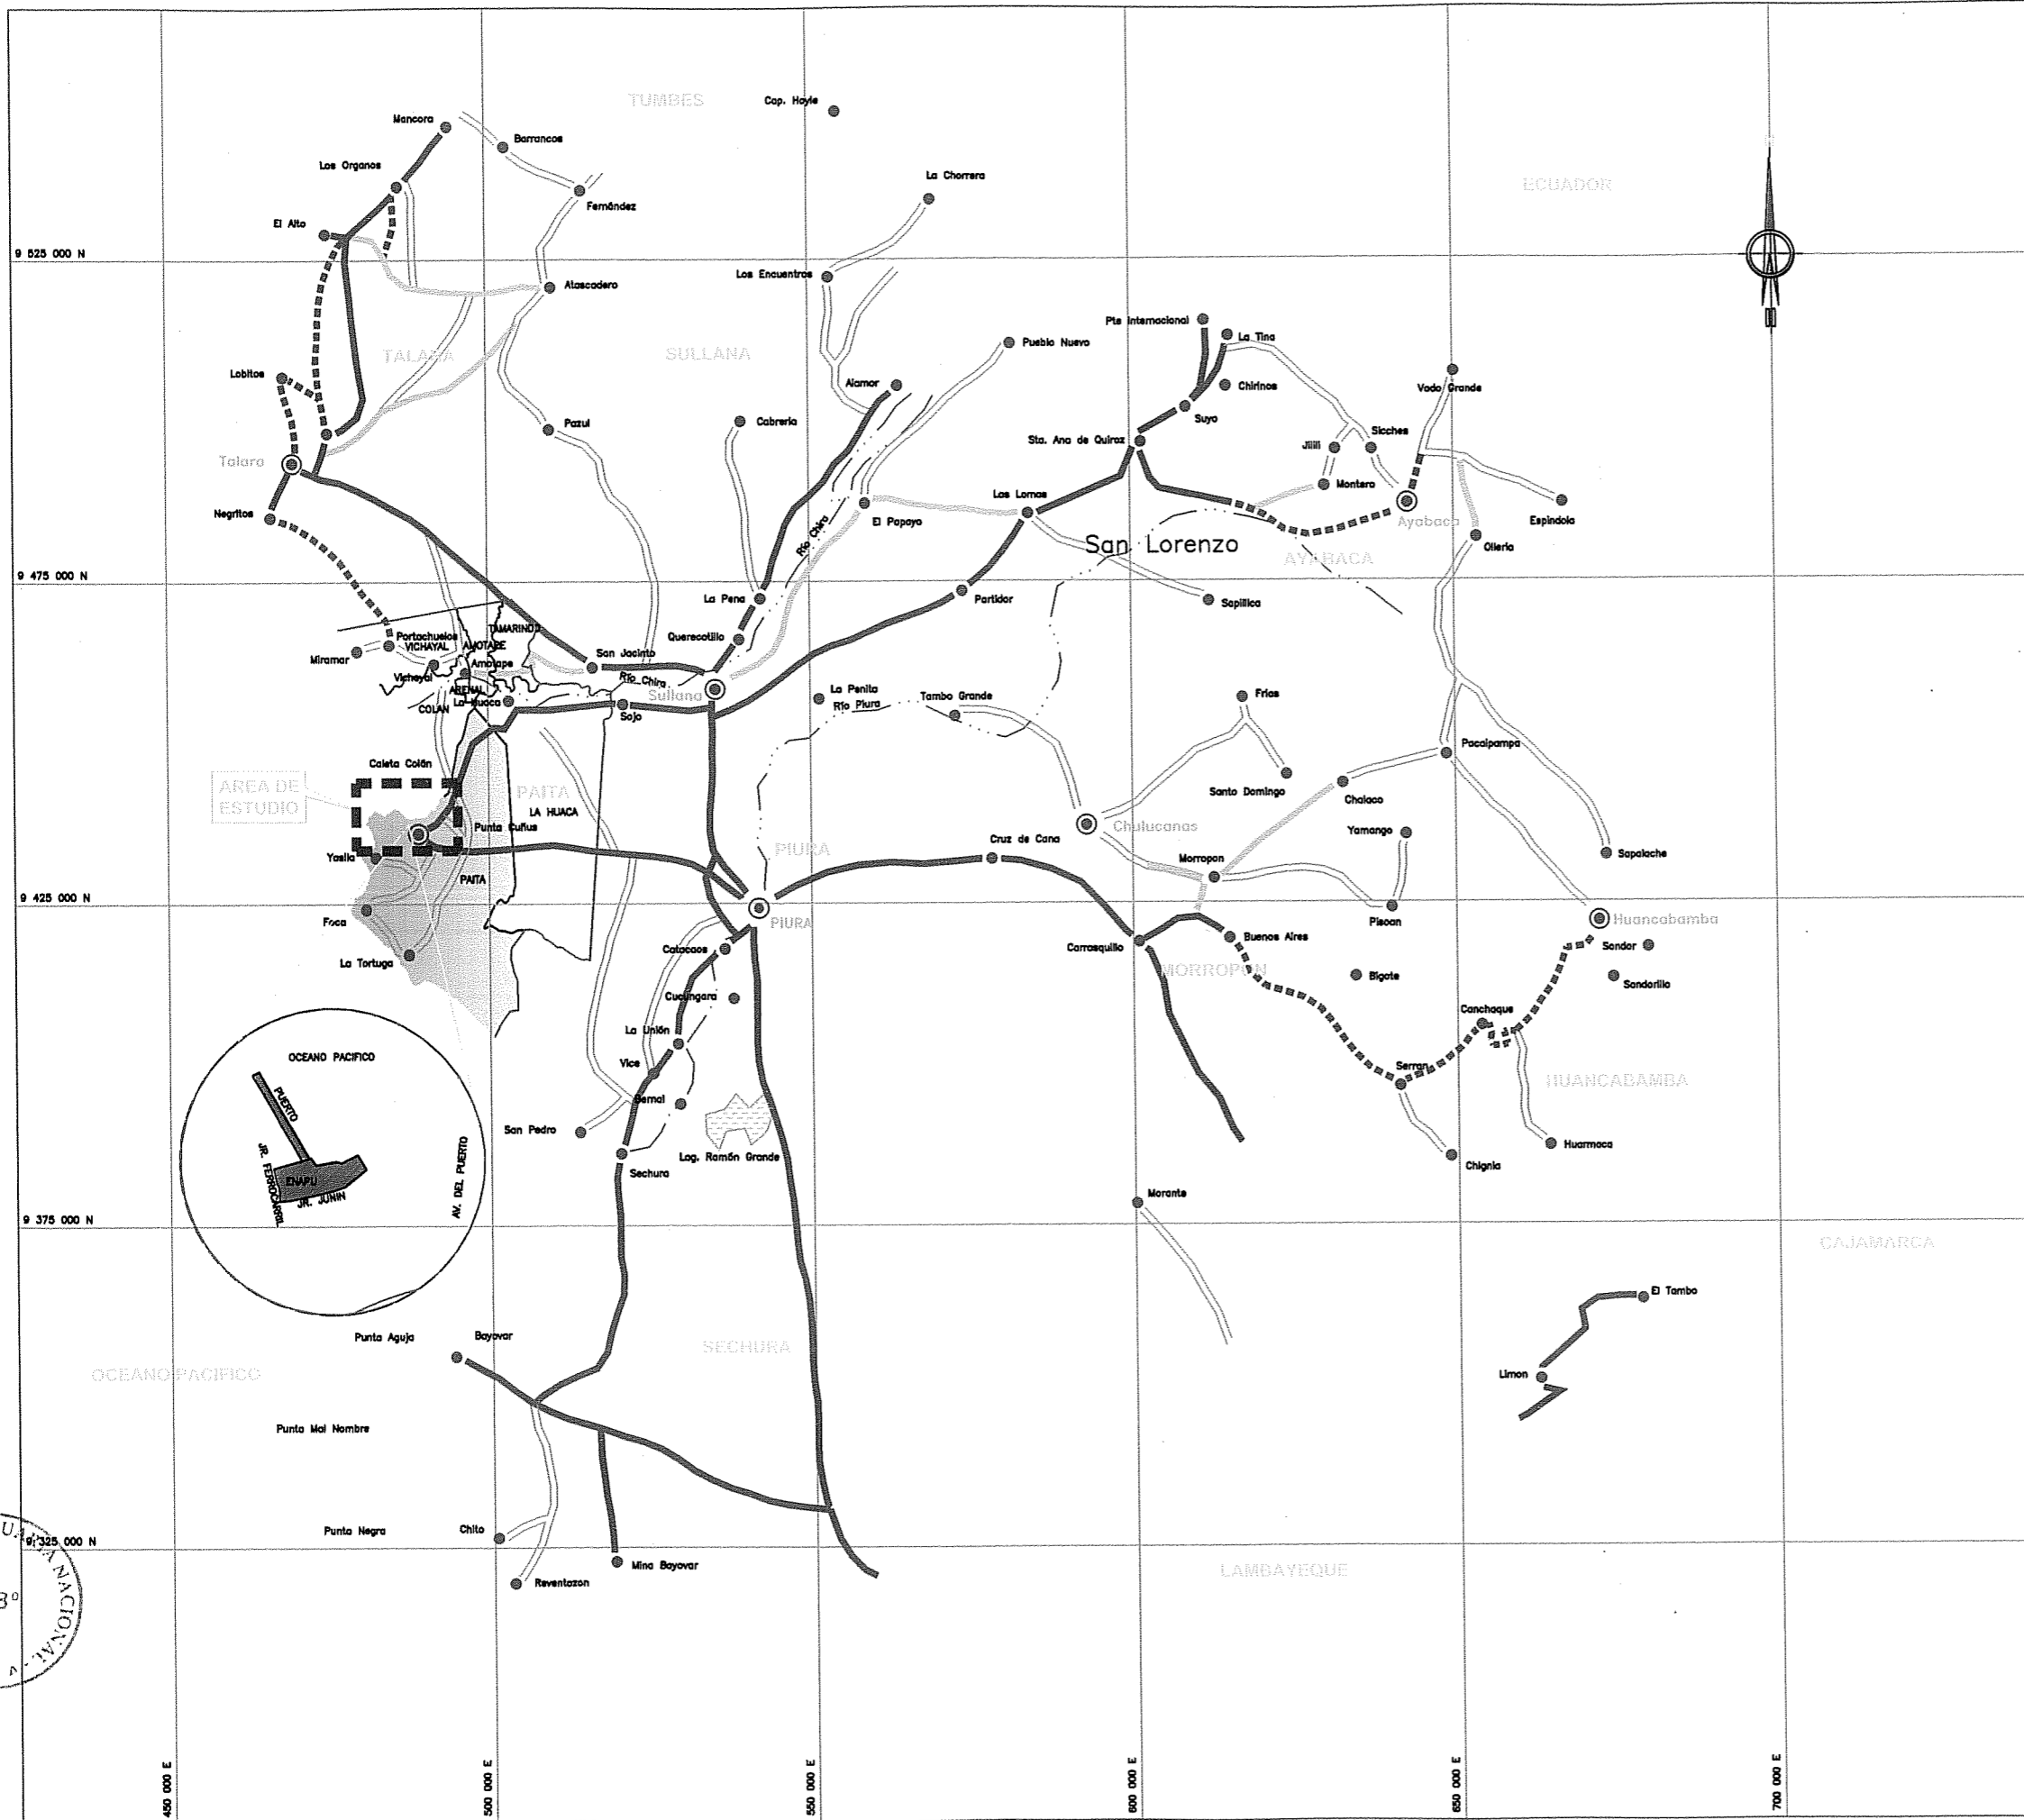 TUMBES
Cap. Hoyle
Mancora
Barrancos
Los Organos
La Chorrera
ECUADOR
Fernández
El Alto
9 525 000 N
Los Encuentros
Atascadero
Pte Internacional
La Tina
Pueblo Nuevo
TALARA
SULLANA
Lobitos
Alamor
Chirinos
Vado Grande
Suyo
Cabreria
Pazul
Sta. Ana de Quiroz
Sicches
Jilili
Talara
Montero
Las Lomas
Negritos
El Papayo
Ayabaca
Espindola
Río Chira
San Lorenzo
Olleria
AYABACA
9 475 000 N
La Pena
Partidor
Sapillica
TAMARINDO
Portachuelos
Querecotillo
VICHAYAL
AMOTAPE
Miramar
San Jacinto
Amotape
Vichayal
Río Chira
ARENAL
Sullana
La Penita
Tambo Grande
Frias
La Huaca
COLAN
Río Piura
Sojo
Pacaipampa
Caleta Colán
AREA DE
ESTUDIO
PAITA
Santo Domingo
Chalaco
LA HUACA
Punta Cuñus
Chulucanas
Yamango
Cruz de Cana
PIURA
Yasila
Morropon
Sapalache
PAITA
9 425 000 N
Foca
PIURA
Pisoan
Huancabamba
Buenos Aires
Catacaos
Carrasquillo
Sondor
La Tortuga
MORROPON
Bigote
Sondorillo
Cucungara
Canchaque
La Unión
OCEANO PACIFICO
Vice
Serran
HUANCABAMBA
PUERTO
Bernal
San Pedro
Huarmaca
Lag. Ramón Grande
JR. FERROCARRIL
AV. DEL PUERTO
Chignia
Sechura
ENAPU
JR. JUNIN
Morante
9 375 000 N
CAJAMARCA
El Tambo
Punta Aguja
Bayovar
SECHURA
OCEANO PACIFICO
Limon
Punta Mal Nombre
Punta Negra
Chito
9 325 000 N
Mina Bayovar
LAMBAYEQUE
Reventazon
NACIONAL
450 000 E
500 000 E
550 000 E
600 000 E
650 000 E
700 000 E